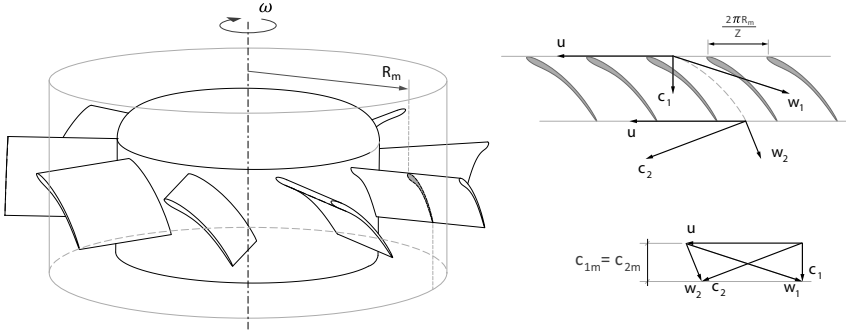 ω
R_m
2πR_m
Z
u
c_1
w_1
u
c_2
w_2
u
c_1m = c_2m
c_1
w_2 c_2 w_1